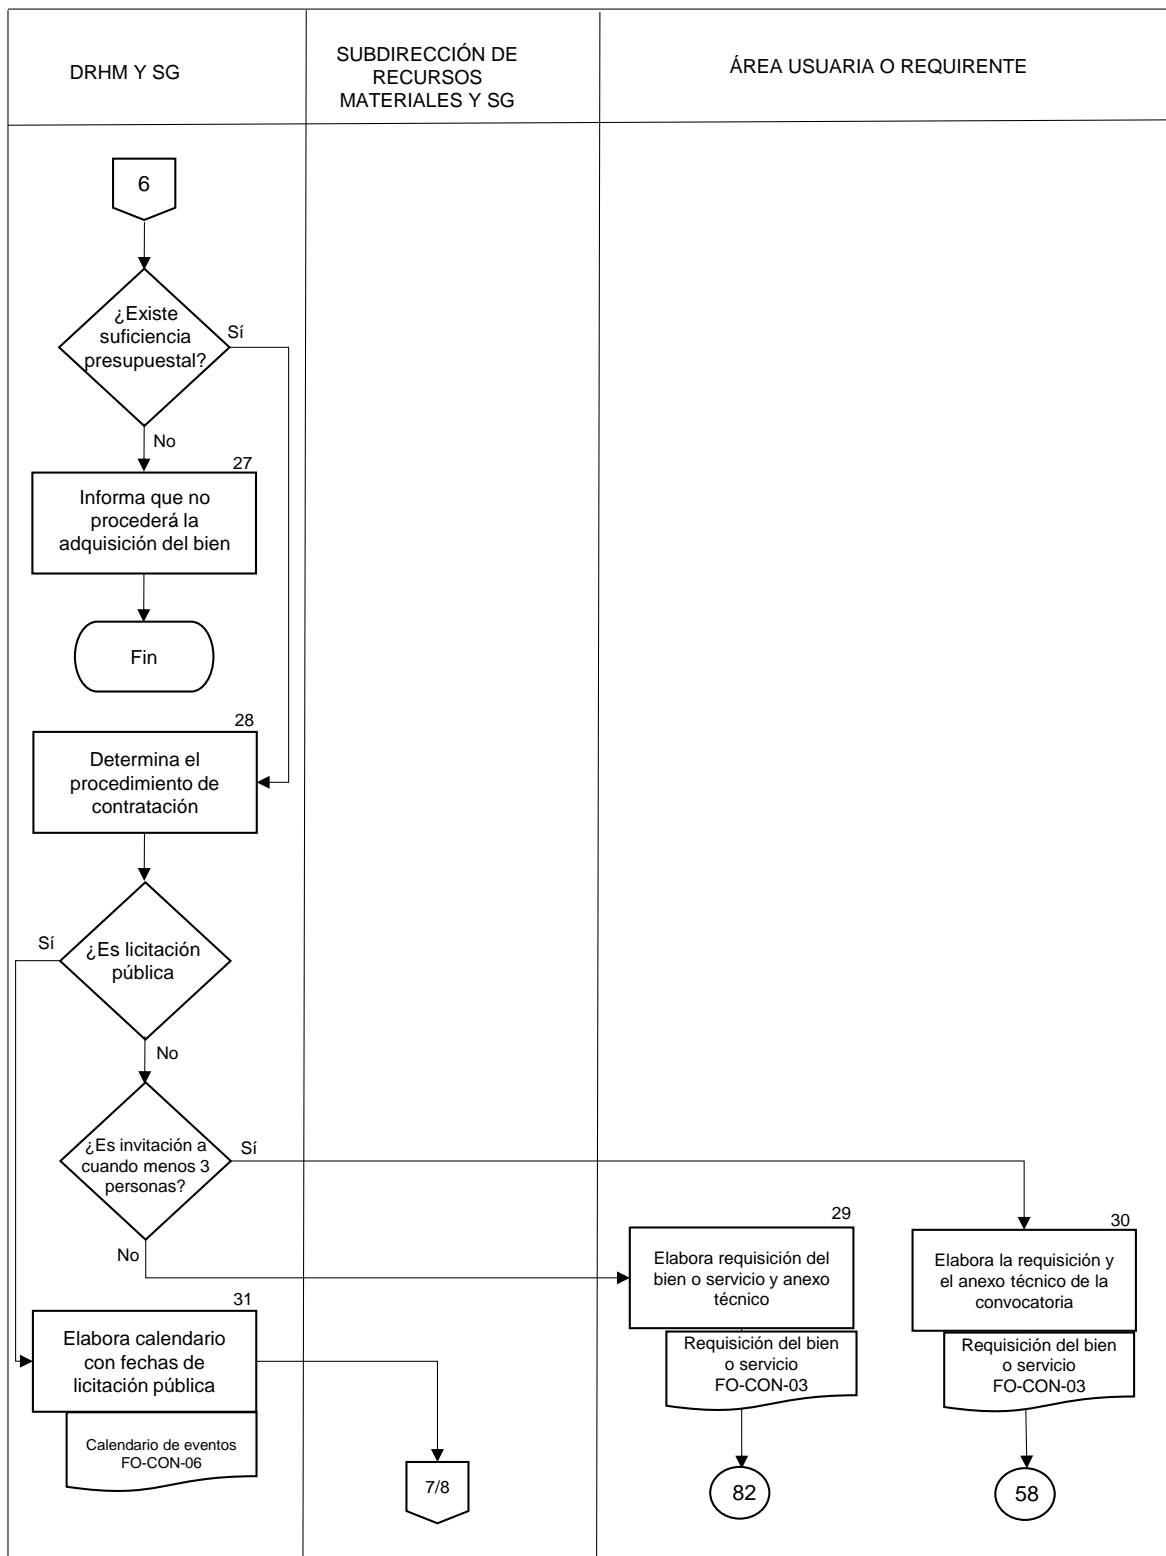 DRHM Y SG
SUBDIRECCIÓN DE
RECURSOS
MATERIALES Y SG
ÁREA USUARIA O REQUIRENTE
6
¿Existe
suficiencia
presupuestal?
Sí
No
27
Informa que no
procederá la
adquisición del bien
Fin
28
Determina el
procedimiento de
contratación
Sí
¿Es licitación
pública
No
¿Es invitación a
cuando menos 3
personas?
Sí
No
29
Elabora requisición del
bien o servicio y anexo
técnico
Requisición del bien
o servicio
FO-CON-03
82
30
Elabora la requisición y
el anexo técnico de la
convocatoria
Requisición del bien
o servicio
FO-CON-03
58
31
Elabora calendario
con fechas de
licitación pública
Calendario de eventos
FO-CON-06
7/8